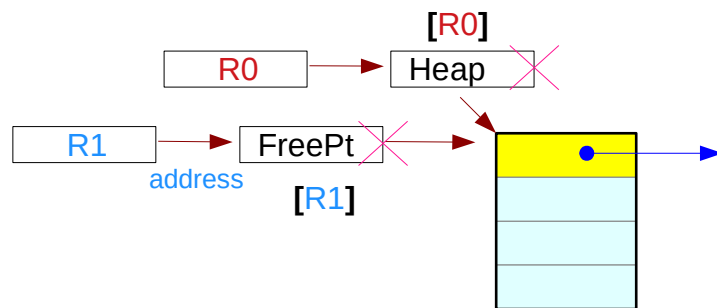 [R0]
R0
Heap
R1
FreePt
address
[R1]